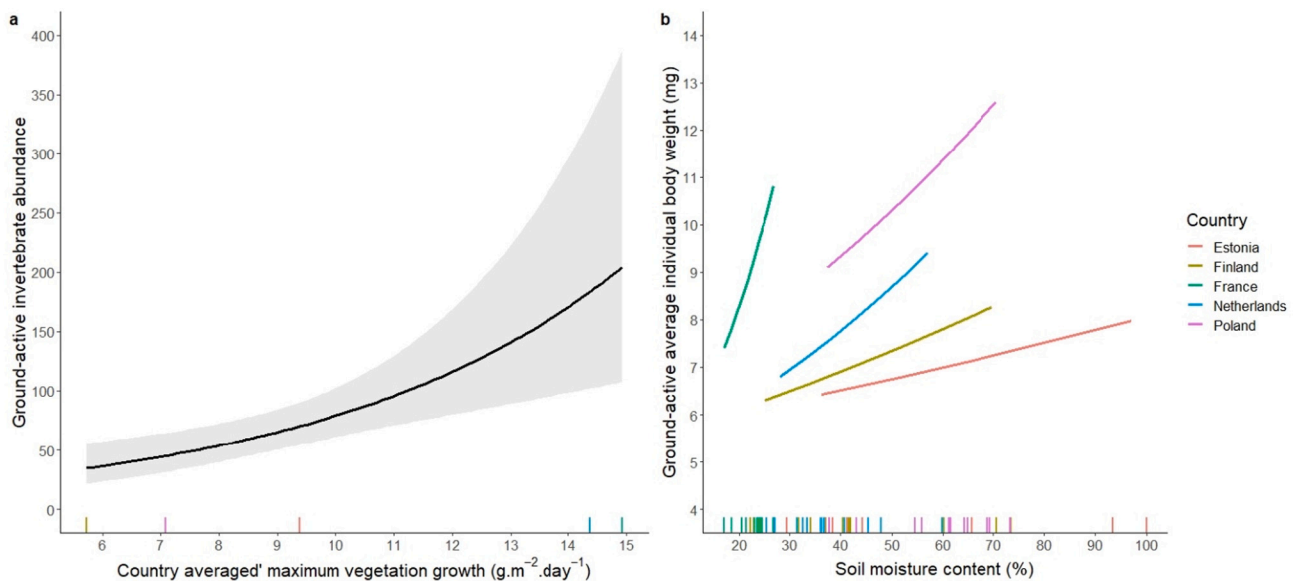 a
400
350
300
250
200
150
100
50
0
Ground-active invertebrate abundance
6 7 8 9 10 11 12 13 14 15
Country averaged' maximum vegetation growth (g.m⁻².day⁻¹)
b
14
13
12
11
10
9
8
7
6
5
4
Ground-active average individual body weight (mg)
20 30 40 50 60 70 80 90 100
Soil moisture content (%)
Country
Estonia
Finland
France
Netherlands
Poland